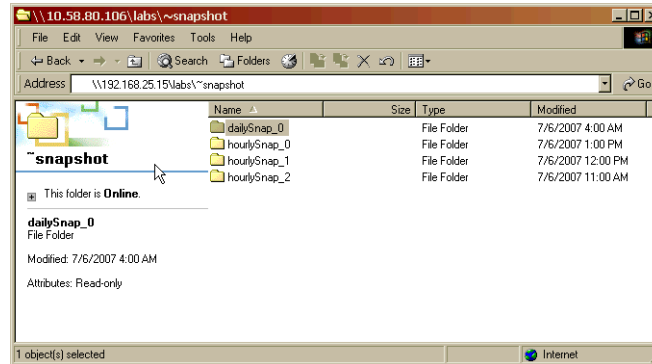 \\10.58.80.106\labs\~snapshot
File Edit View Favorites Tools Help
Back Search Folders
Address \\192.168.25.15\labs\~snapshot Go
Name Size Type Modified
dailySnap_0 File Folder 7/6/2007 4:00 AM
hourlySnap_0 File Folder 7/6/2007 1:00 PM
hourlySnap_1 File Folder 7/6/2007 12:00 PM
hourlySnap_2 File Folder 7/6/2007 11:00 AM
~snapshot
This folder is Online.
dailySnap_0
File Folder
Modified: 7/6/2007 4:00 AM
Attributes: Read-only
1 object(s) selected Internet